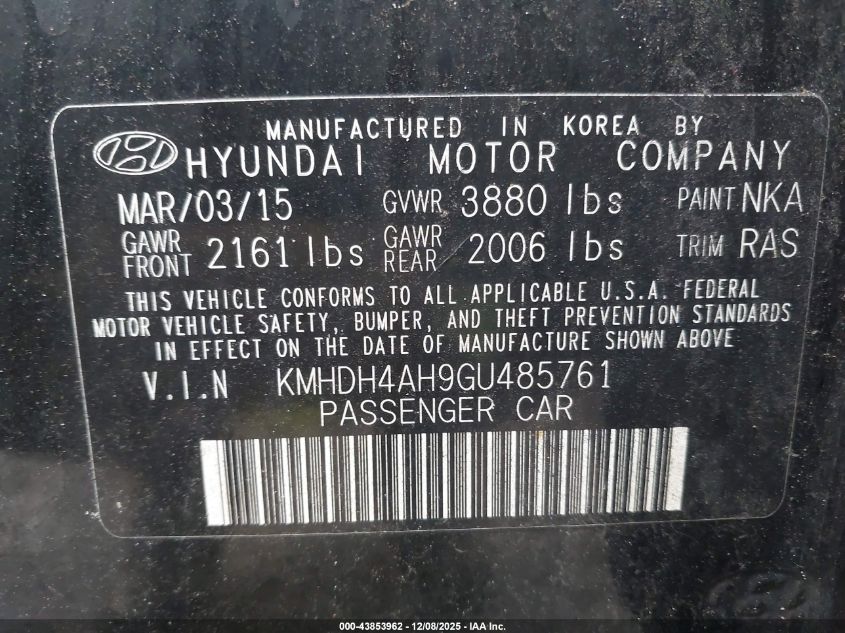 MANUFACTURED IN KOREA BY
HYUNDAI MOTOR COMPANY
MAR/03/15 GVWR 3880 lbs PAINT NKA
GAWR FRONT 2161 lbs GAWR REAR 2006 lbs TRIM RAS
THIS VEHICLE CONFORMS TO ALL APPLICABLE U.S.A. FEDERAL
MOTOR VEHICLE SAFETY, BUMPER, AND THEFT PREVENTION STANDARDS
IN EFFECT ON THE DATE OF MANUFACTURE SHOWN ABOVE
V.I.N KMHDH4AH9GU485761
PASSENGER CAR
000-43853962 - 12/08/2025 - IAA Inc.